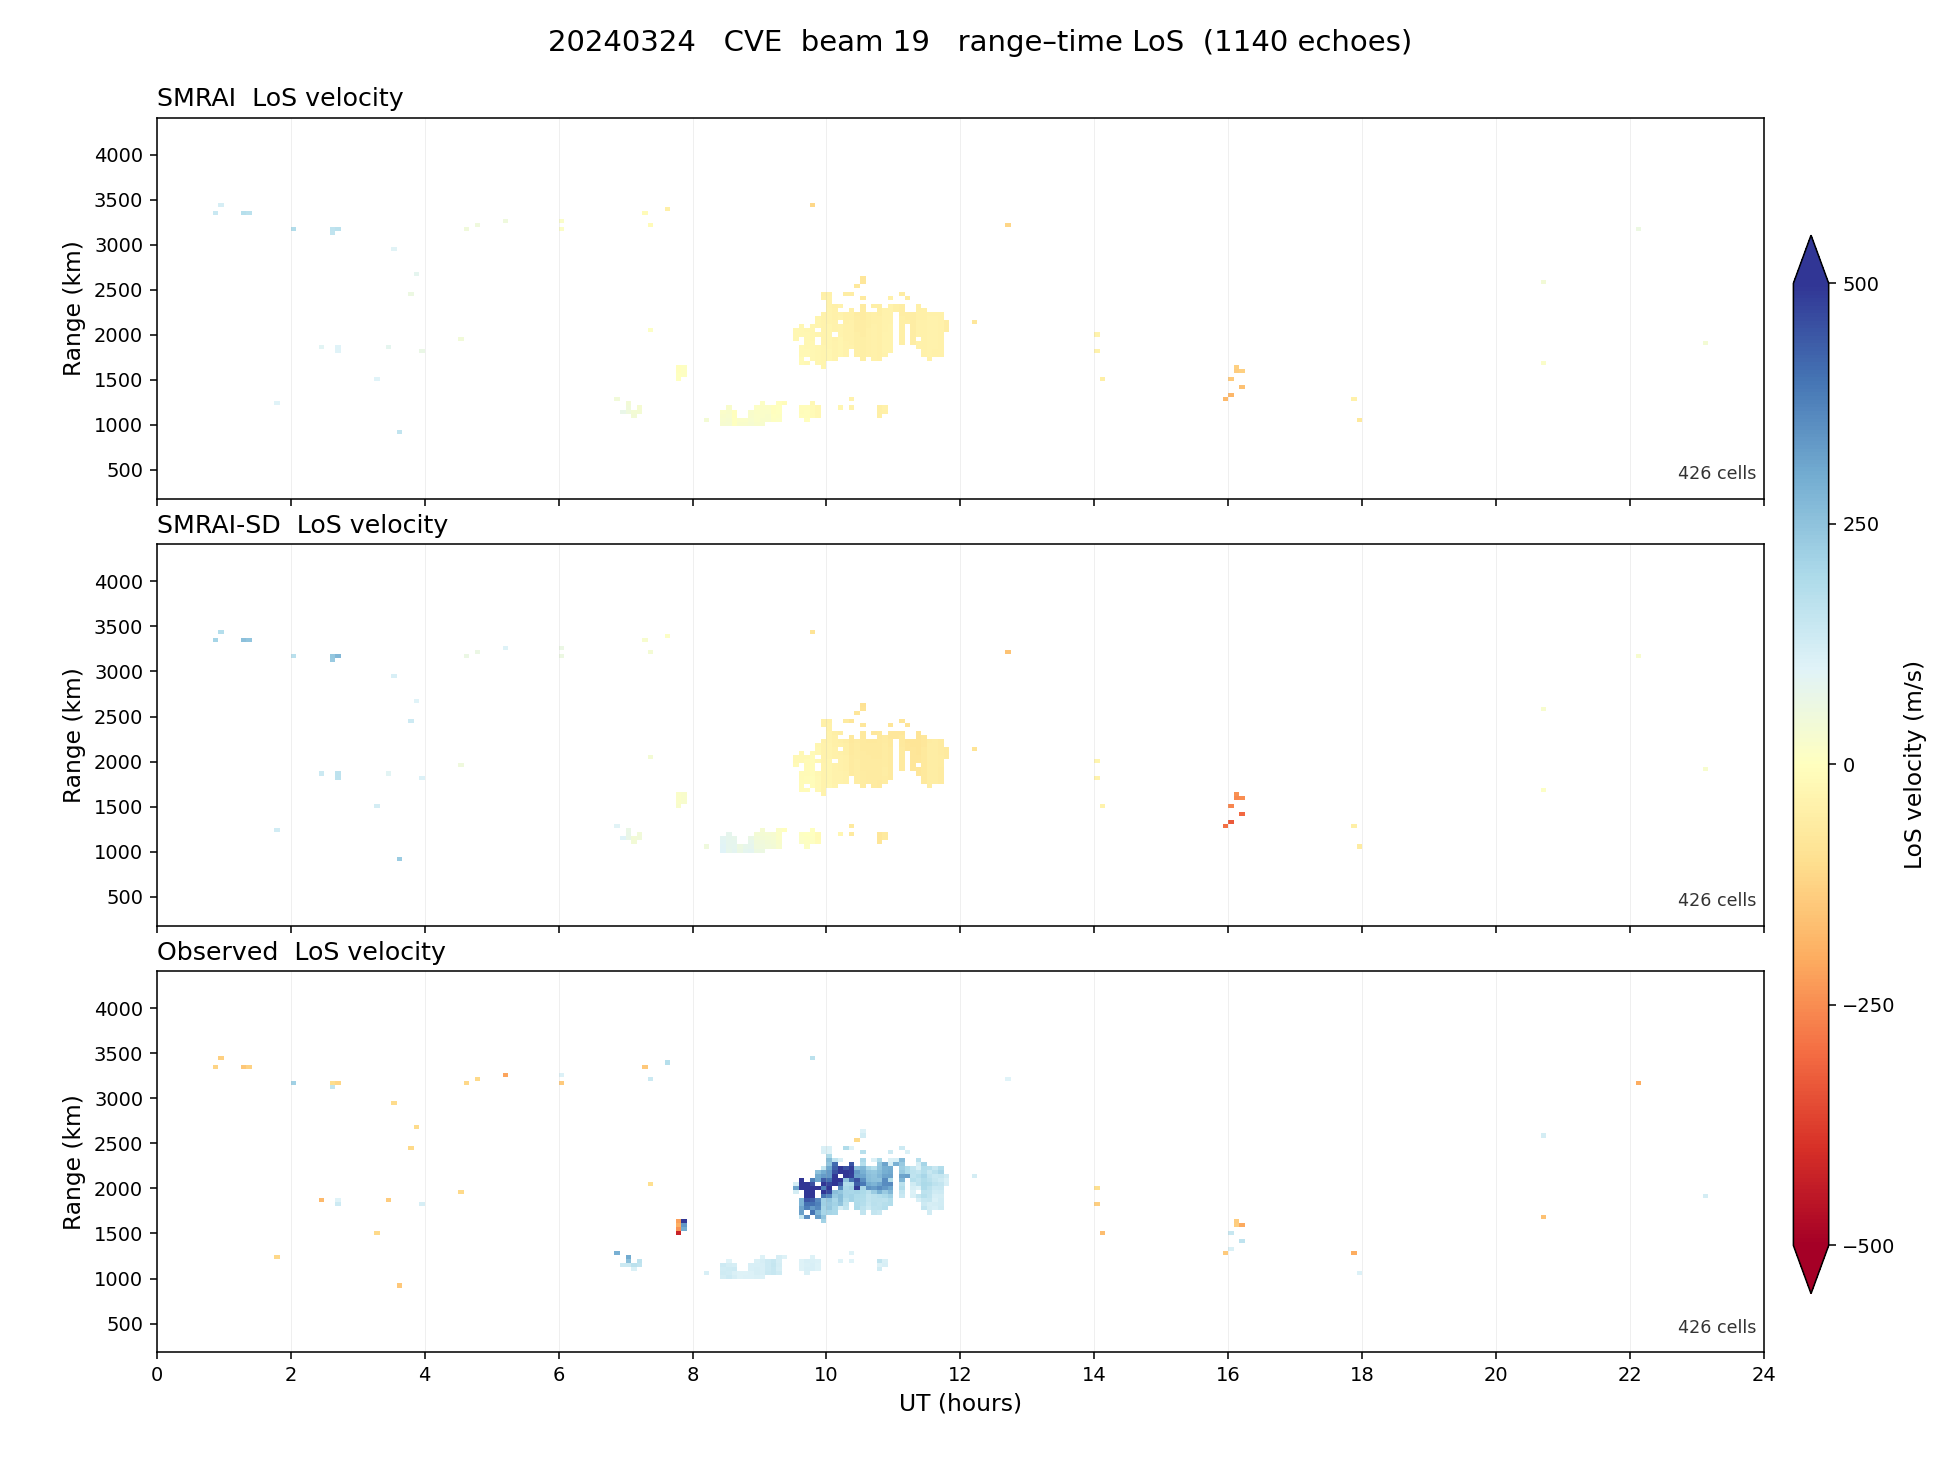 20240324   CVE  beam 19   range–time LoS  (1140 echoes)
SMRAI  LoS velocity
4000
3500
3000
2500
2000
1500
1000
500
Range (km)
426 cells
SMRAI-SD  LoS velocity
4000
3500
3000
2500
2000
1500
1000
500
Range (km)
426 cells
Observed  LoS velocity
4000
3500
3000
2500
2000
1500
1000
500
Range (km)
426 cells
0 2 4 6 8 10 12 14 16 18 20 22 24
UT (hours)
500
250
0
−250
−500
LoS velocity (m/s)